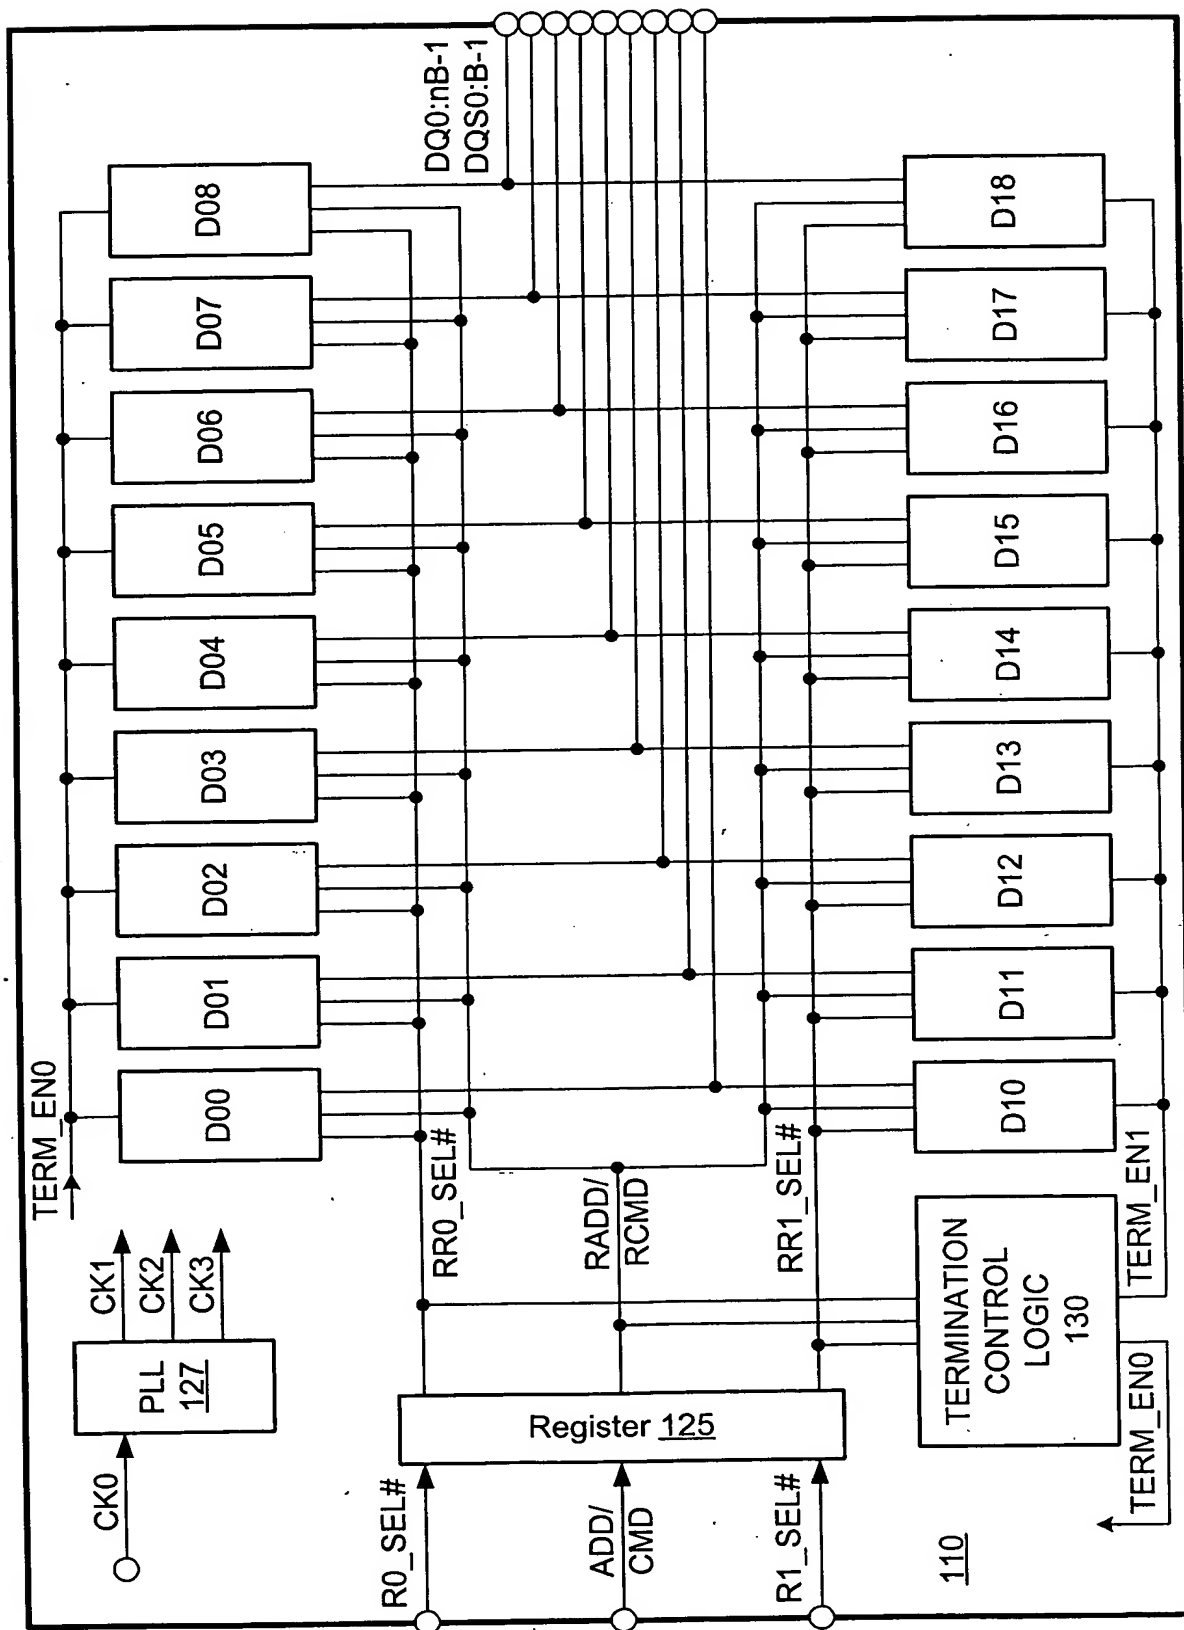 CK0
PLL
127
CK1
CK2
CK3
TERM_EN0
D00
D01
D02
D03
D04
D05
D06
D07
D08
DQ0:nB-1
DQS0:B-1
R0_SEL#
ADD/
CMD
R1_SEL#
Register 125
RR0_SEL#
RADD/
RCMD
RR1_SEL#
TERMINATION
CONTROL
LOGIC
130
TERM_EN0
TERM_EN1
D10
D11
D12
D13
D14
D15
D16
D17
D18
110